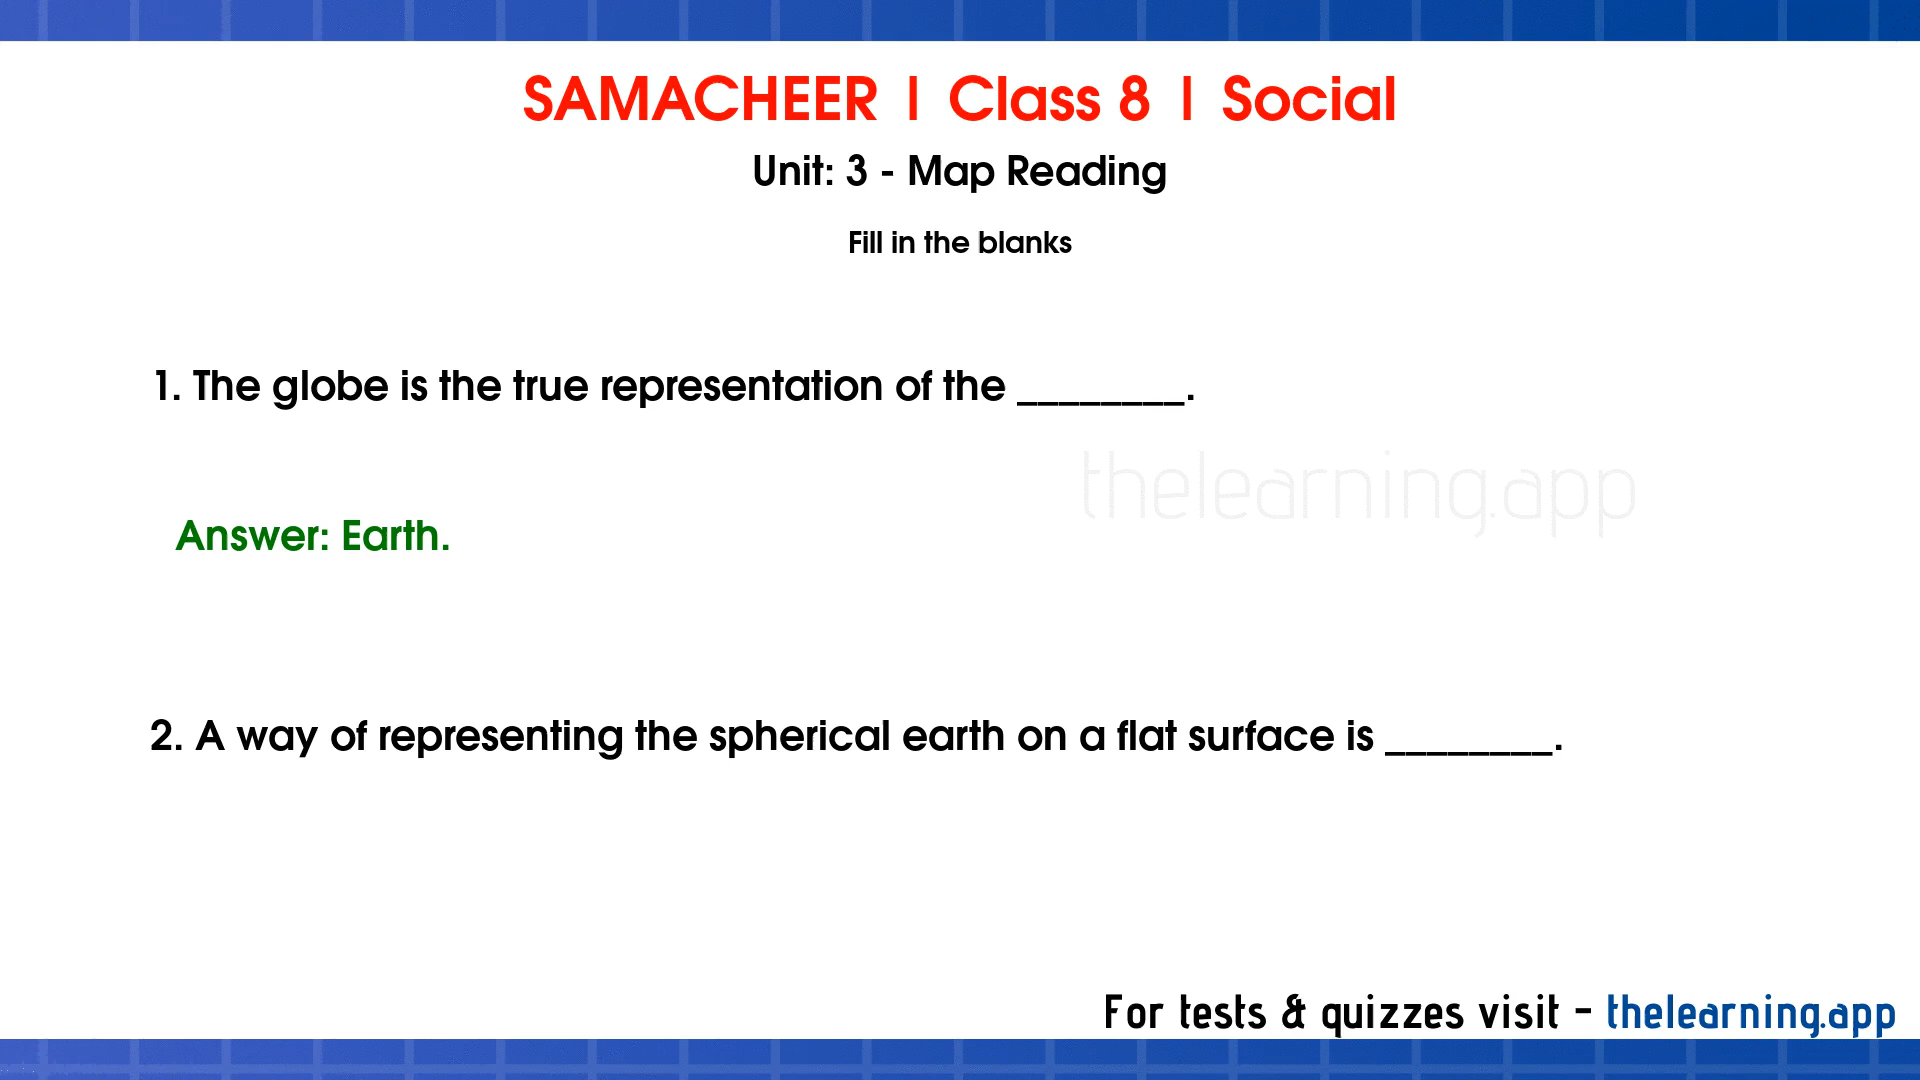 SAMACHEER | Class 8 | Social
Unit: 3 - Map Reading
Fill in the blanks
1. The globe is the true representation of the ________.
thelearning.app
Answer: Earth.
2. A way of representing the spherical earth on a flat surface is ________.
For tests & quizzes visit - thelearning.app